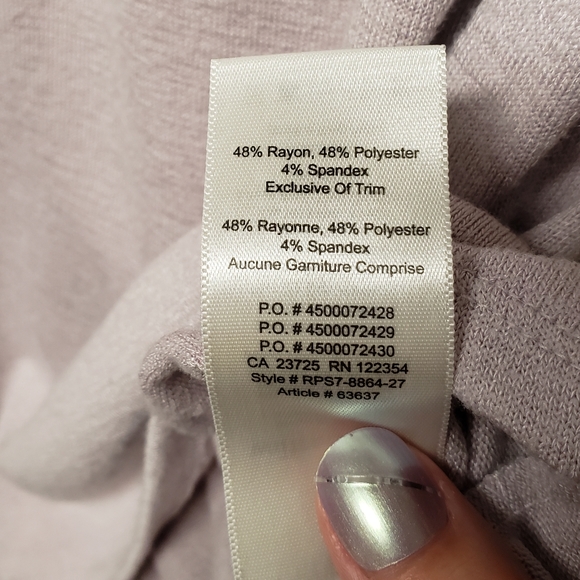 48% Rayon, 48% Polyester
4% Spandex
Exclusive Of Trim
48% Rayonne, 48% Polyester
4% Spandex
Aucune Garniture Comprise
P.O. # 4500072428
P.O. # 4500072429
P.O. # 4500072430
CA 23725 RN 122354
Style # RPS7-8864-27
Article # 63637